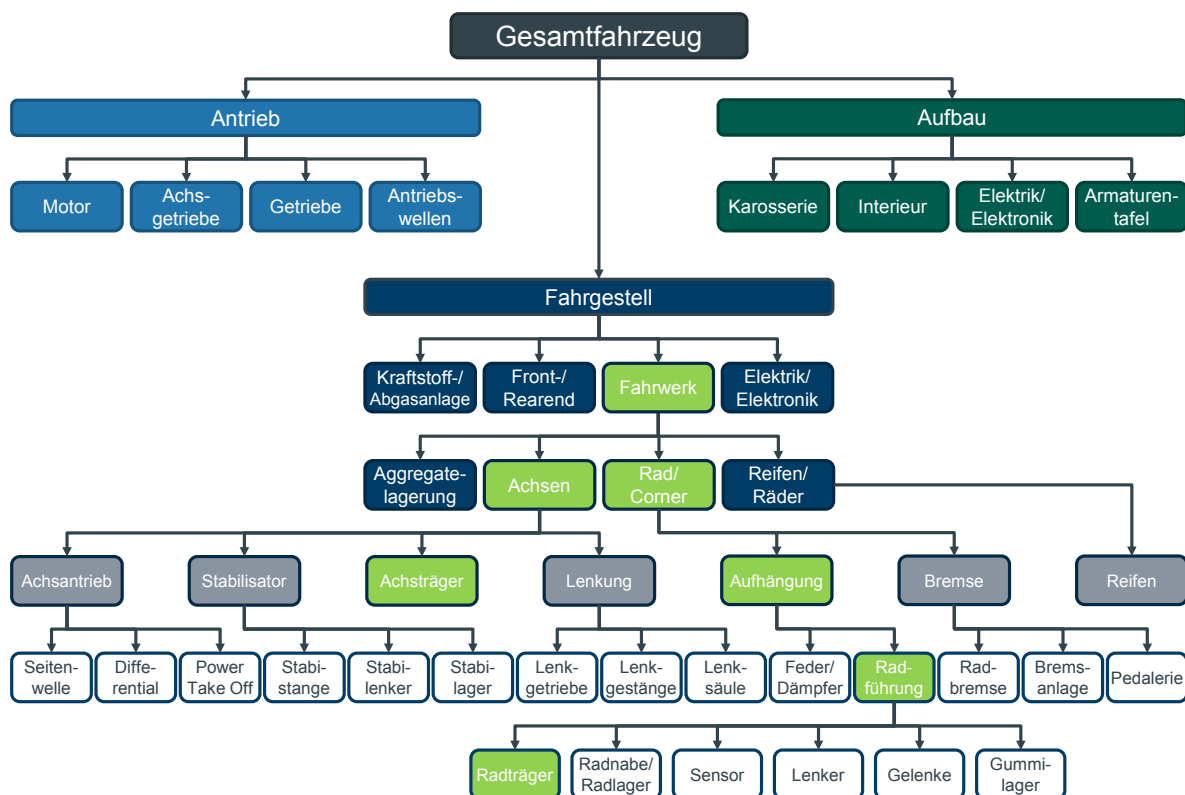 Gesamtfahrzeug
Antrieb
Aufbau
Motor
Achs-
getriebe
Getriebe
Antriebs-
wellen
Karosserie
Interieur
Elektrik/
Elektronik
Armaturen-
tafel
Fahrgestell
Kraftstoff-/
Abgasanlage
Front-/
Rearend
Fahrwerk
Elektrik/
Elektronik
Aggregate-
lagerung
Achsen
Rad/
Corner
Reifen/
Räder
Achsantrieb
Stabilisator
Achsträger
Lenkung
Aufhängung
Bremse
Reifen
Seiten-
welle
Diffe-
rential
Power
Take Off
Stabi-
stange
Stabi-
lenker
Stabi-
lager
Lenk-
getriebe
Lenk-
gestänge
Lenk-
säule
Feder/
Dämpfer
Rad-
führung
Rad-
bremse
Brems-
anlage
Pedalerie
Radträger
Radnabe/
Radlager
Sensor
Lenker
Gelenke
Gummi-
lager